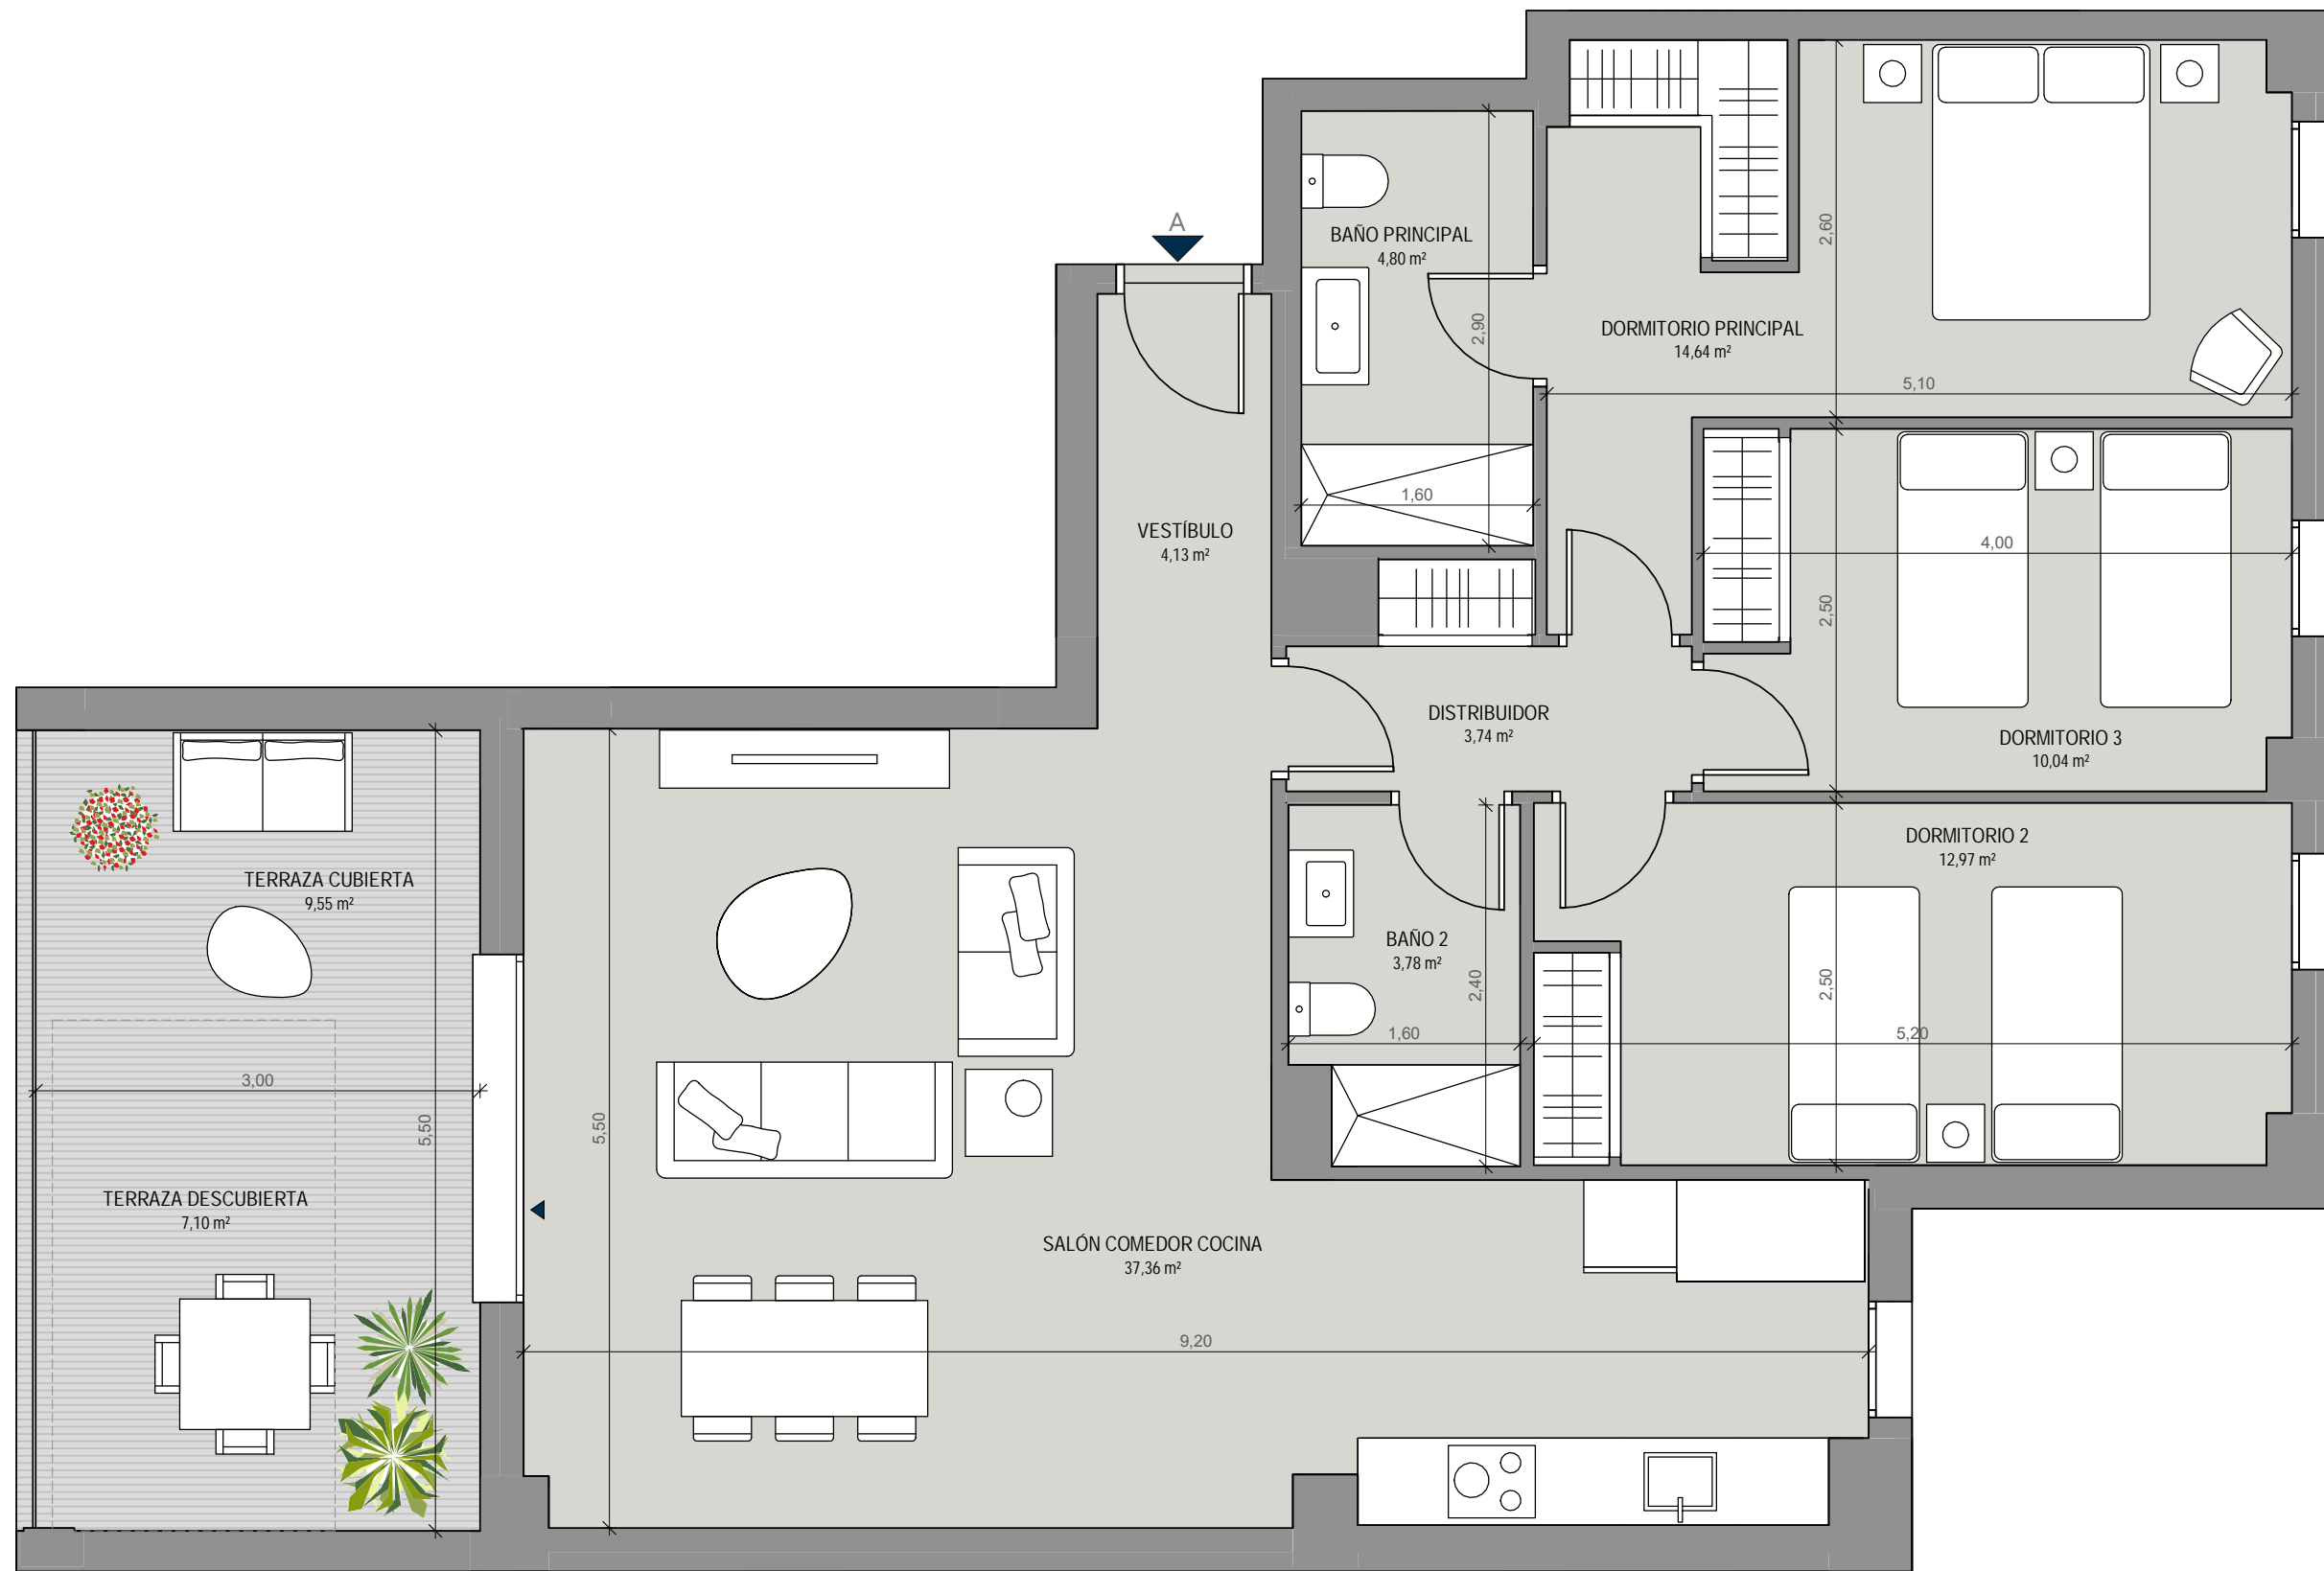 A
BAÑO PRINCIPAL
4,80 m²
2,90
1,60
DORMITORIO PRINCIPAL
14,64 m²
2,60
5,10
VESTÍBULO
4,13 m²
4,00
2,50
DORMITORIO 3
10,04 m²
DISTRIBUIDOR
3,74 m²
DORMITORIO 2
12,97 m²
2,50
5,20
BAÑO 2
3,78 m²
2,40
1,60
TERRAZA CUBIERTA
9,55 m²
3,00
5,50
5,50
TERRAZA DESCUBIERTA
7,10 m²
SALÓN COMEDOR COCINA
37,36 m²
9,20